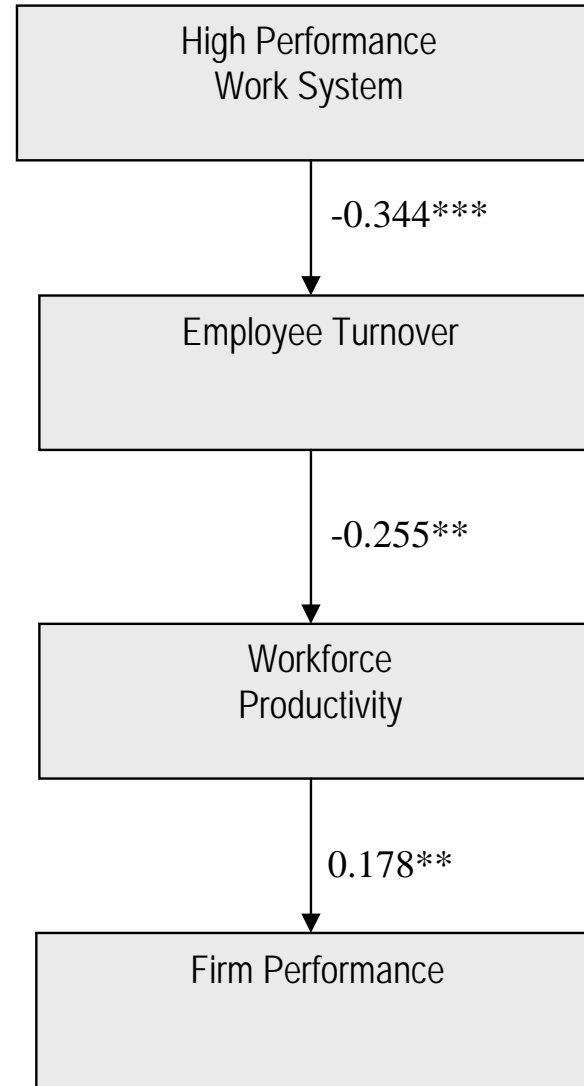 High Performance
Work System
-0.344***
Employee Turnover
-0.255**
Workforce
Productivity
0.178**
Firm Performance